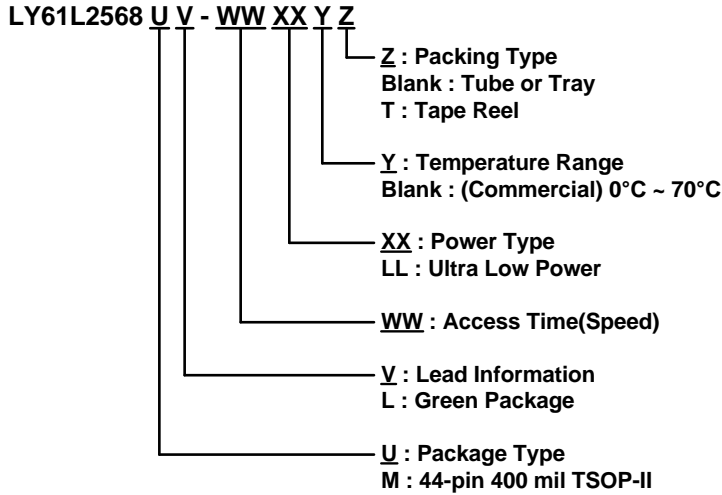 LY61L2568 U V - WW XX Y Z
Z : Packing Type
Blank : Tube or Tray
T : Tape Reel
Y : Temperature Range
Blank : (Commercial) 0°C ~ 70°C
XX : Power Type
LL : Ultra Low Power
WW : Access Time(Speed)
V : Lead Information
L : Green Package
U : Package Type
M : 44-pin 400 mil TSOP-II